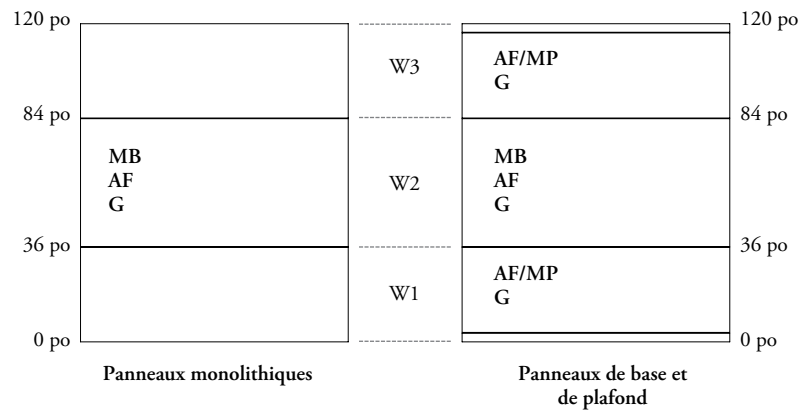 120 po
84 po
36 po
0 po
MB
AF
G
Panneaux monolithiques
W3
W2
W1
AF/MP
G
MB
AF
G
AF/MP
G
120 po
84 po
36 po
0 po
Panneaux de base et
de plafond